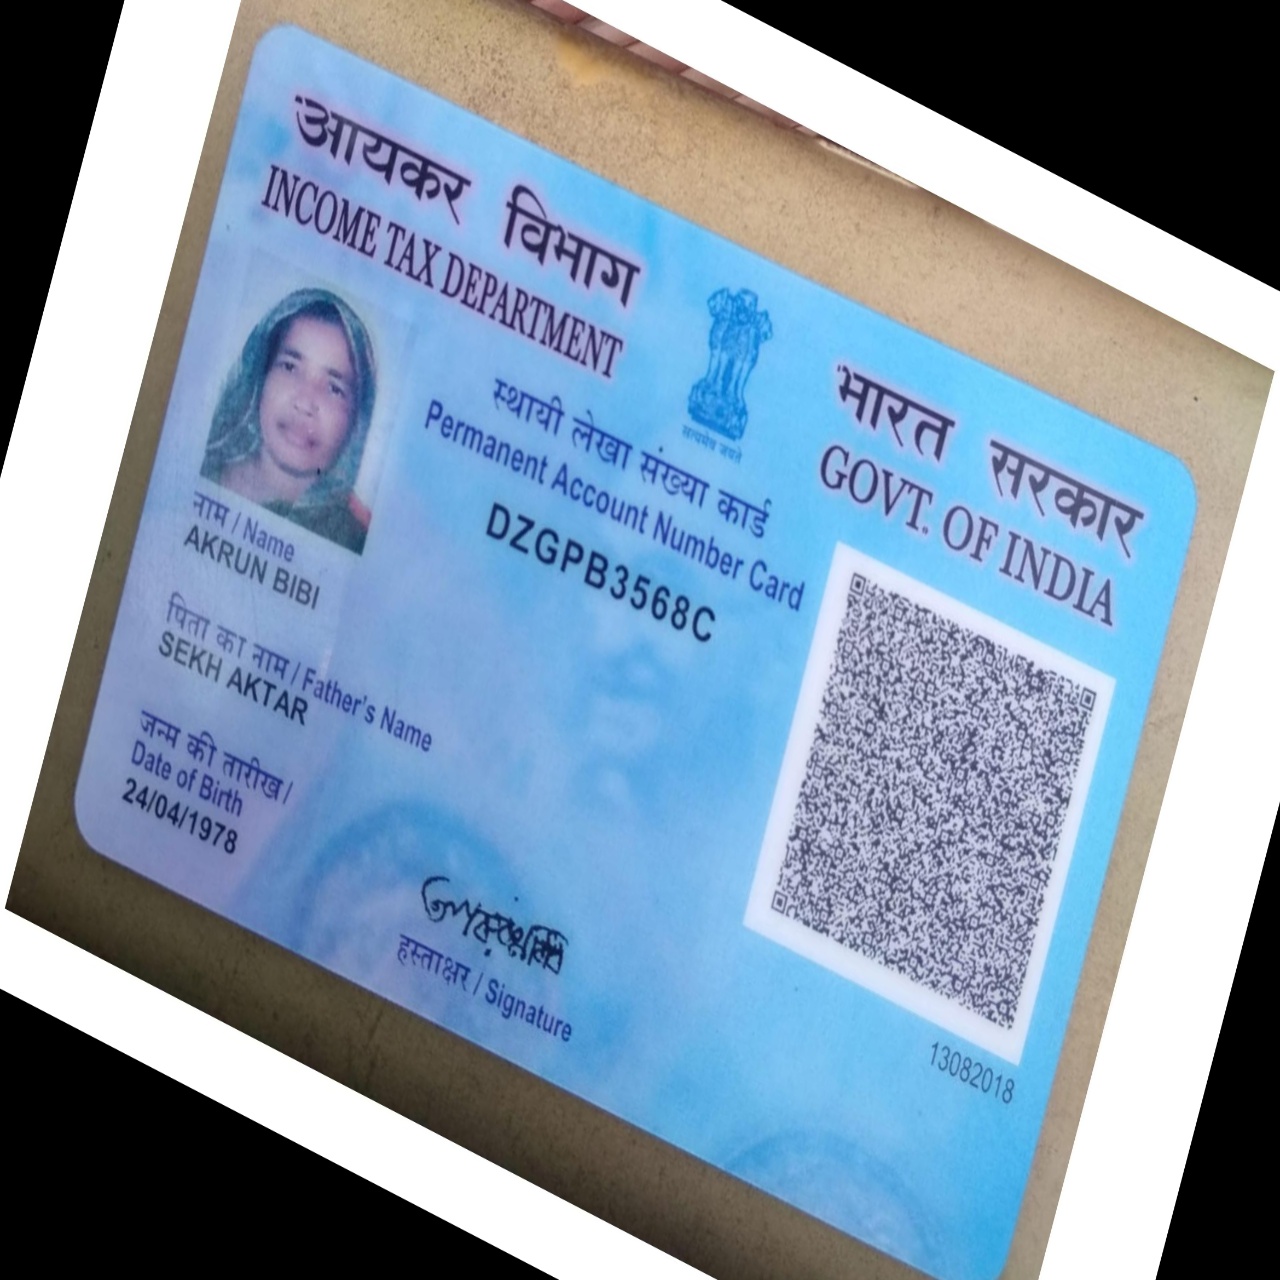 आयकर विभाग
INCOME TAX DEPARTMENT
भारत सरकार
GOVT. OF INDIA
सत्यमेव जयते
स्थायी लेखा संख्या कार्ड
Permanent Account Number Card
DZGPB3568C
नाम / Name
AKRUN BIBI
पिता का नाम / Father's Name
SEKH AKTAR
जन्म की तारीख /
Date of Birth
24/04/1978
हस्ताक्षर / Signature
13082018